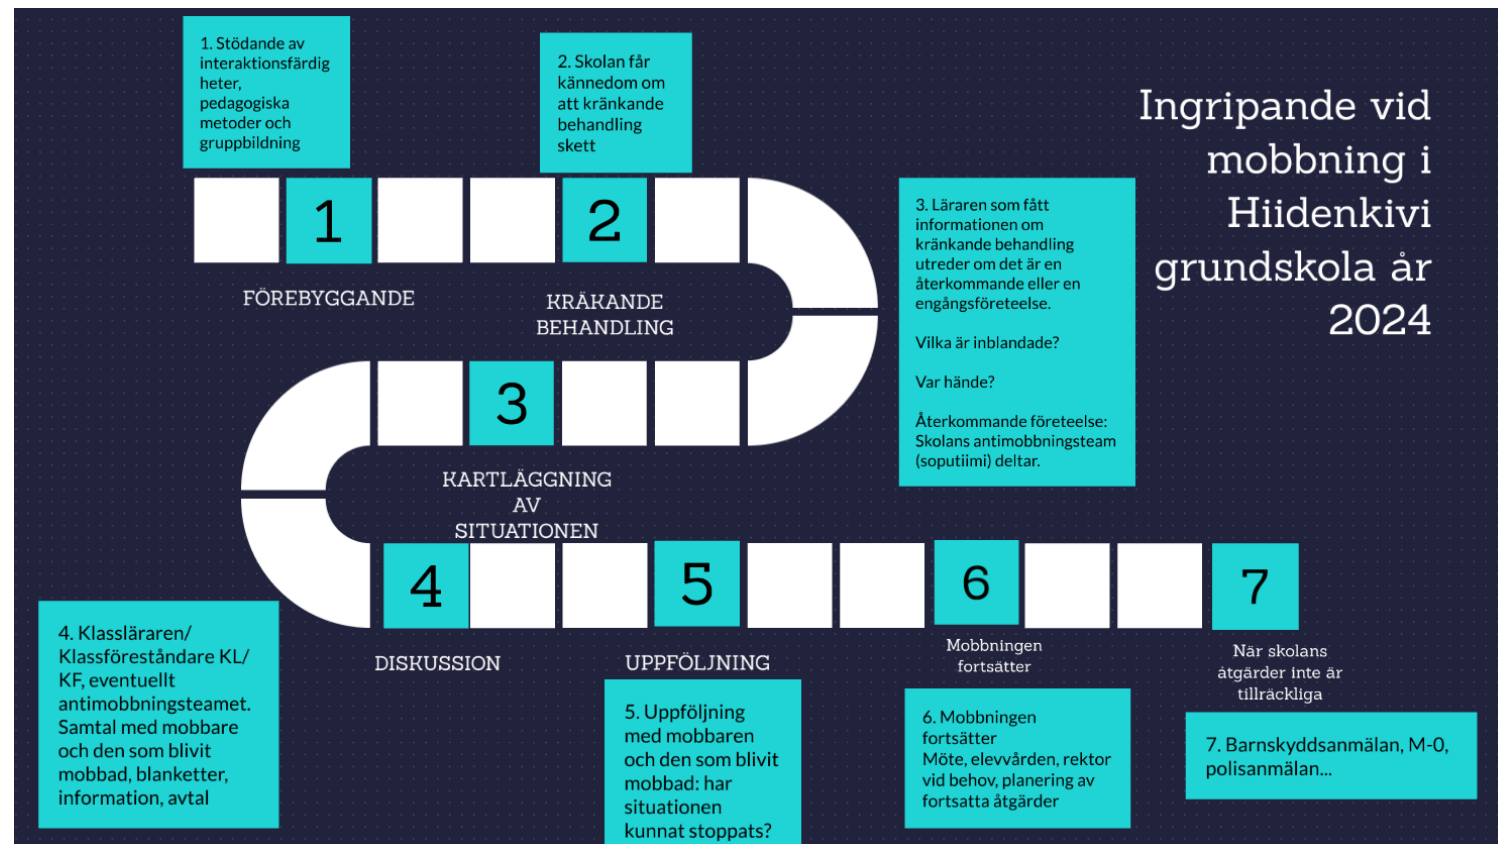 Ingripande vid
mobbning i
Hiidenkivi
grundskola år
2024
1. Stödande av
interaktionsfärdig
heter,
pedagogiska
metoder och
gruppbildning
1
FÖREBYGGANDE
2. Skolan får
kännedom om
att kränkande
behandling
skett
2
KRÄKANDE
BEHANDLING
3. Läraren som fått
informationen om
kränkande behandling
utreder om det är en
återkommande eller en
engångsföreteelse.
Vilka är inblandade?
Var hände?
Återkommande företeelse:
Skolans antimobbningsteam
(soputiimi) deltar.
3
KARTLÄGGNING
AV
SITUATIONEN
4
DISKUSSION
4. Klassläraren/
Klassföreståndare KL/
KF, eventuellt
antimobbningsteamet.
Samtal med mobbare
och den som blivit
mobbad, blanketter,
information, avtal
5
UPPFÖLJNING
5. Uppföljning
med mobbaren
och den som blivit
mobbad: har
situationen
kunnat stoppats?
6
Mobbningen
fortsätter
6. Mobbningen
fortsätter
Möte, elevvården, rektor
vid behov, planering av
fortsatta åtgärder
7
När skolans
åtgärder inte är
tillräckliga
7. Barnskyddsanmälan, M-0,
polisanmälan...